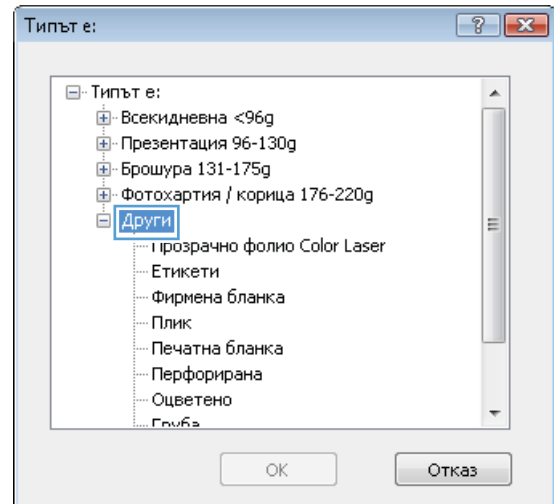 Типът е:
Типът е:
Всекидневна <96g
Презентация 96-130g
Брошура 131-175g
Фотохартия / корица 176-220g
Други
Прозрачно фолио Color Laser
Етикети
Фирмена бланка
Плик
Печатна бланка
Перфорирана
Оцветено
Груба
OK
Отказ